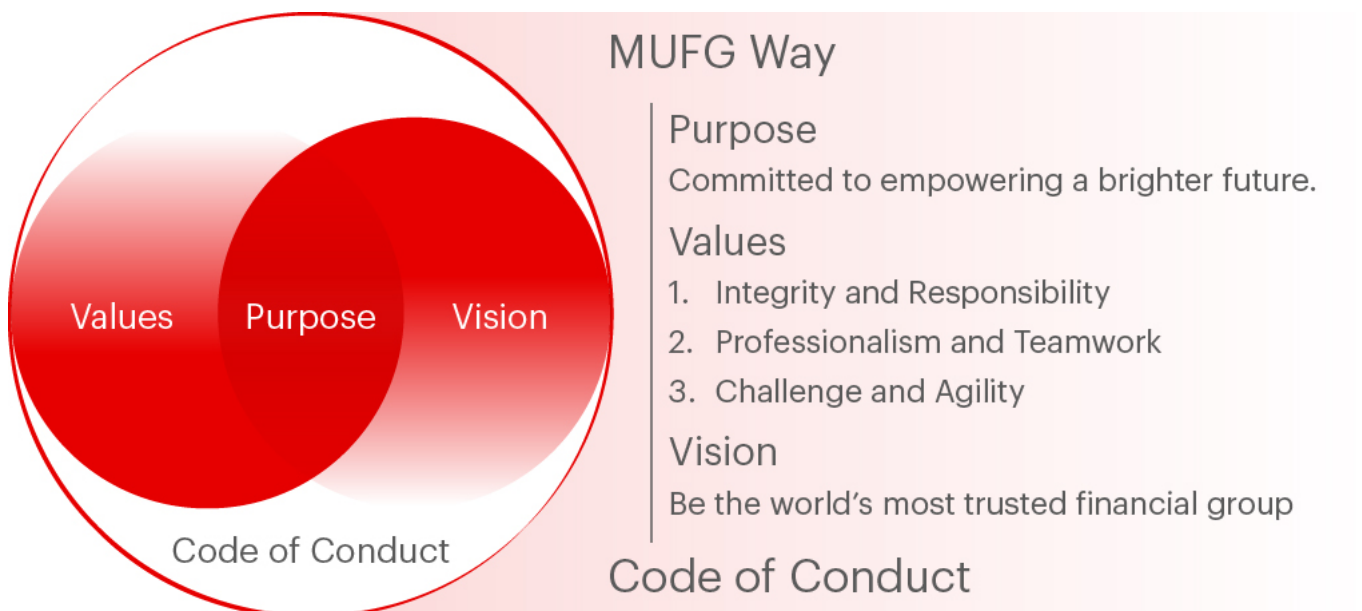 Values
Purpose
Vision
Code of Conduct
MUFG Way
Purpose
Committed to empowering a brighter future.
Values
1. Integrity and Responsibility
2. Professionalism and Teamwork
3. Challenge and Agility
Vision
Be the world's most trusted financial group
Code of Conduct